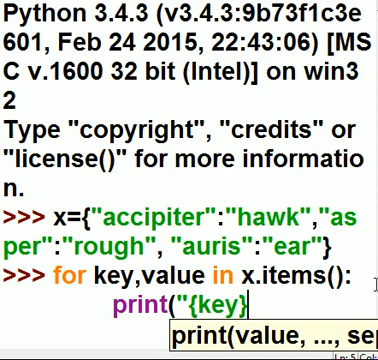 Python 3.4.3 (v3.4.3:9b73f1c3e
601, Feb 24 2015, 22:43:06) [MS
C v.1600 32 bit (Intel)] on win3
2
Type "copyright", "credits" or
"license()" for more informatio
n.
>>> x={"accipiter":"hawk","as
per":"rough", "auris":"ear"}
>>> for key,value in x.items():
print("{key}
print(value, ..., sep
Ln: 5